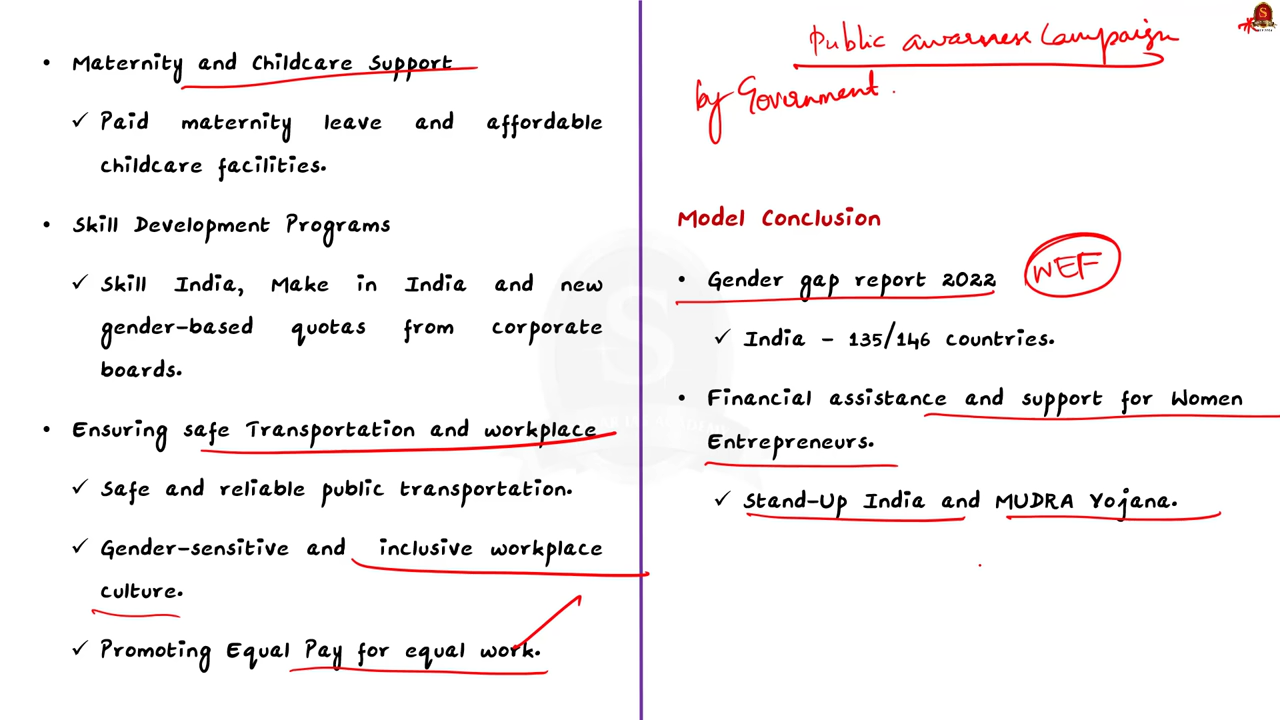 • Maternity and Childcare Support
✓ Paid maternity leave and affordable
childcare facilities.
• Skill Development Programs
✓ Skill India, Make in India and new
gender-based quotas from corporate
boards.
• Ensuring safe Transportation and workplace
✓ Safe and reliable public transportation.
✓ Gender-sensitive and inclusive workplace
culture.
✓ Promoting Equal Pay for equal work.
Public awarness Campaign
by Government.
Model Conclusion
• Gender gap report 2022 WEF
✓ India - 135/146 countries.
• Financial assistance and support for Women
Entrepreneurs.
✓ Stand-Up India and MUDRA Yojana.